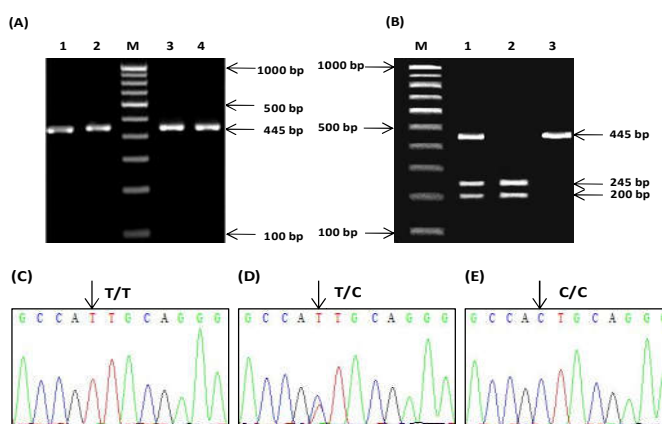 (A)
1 2 M 3 4
1000 bp
500 bp
445 bp
100 bp
(B)
M 1 2 3
1000 bp
500 bp
100 bp
445 bp
245 bp
200 bp
(C)
T/T
G C C A T T G C A G G G
(D)
T/C
G C C A T T G C A G G G
(E)
C/C
G C C A C T G C A G G